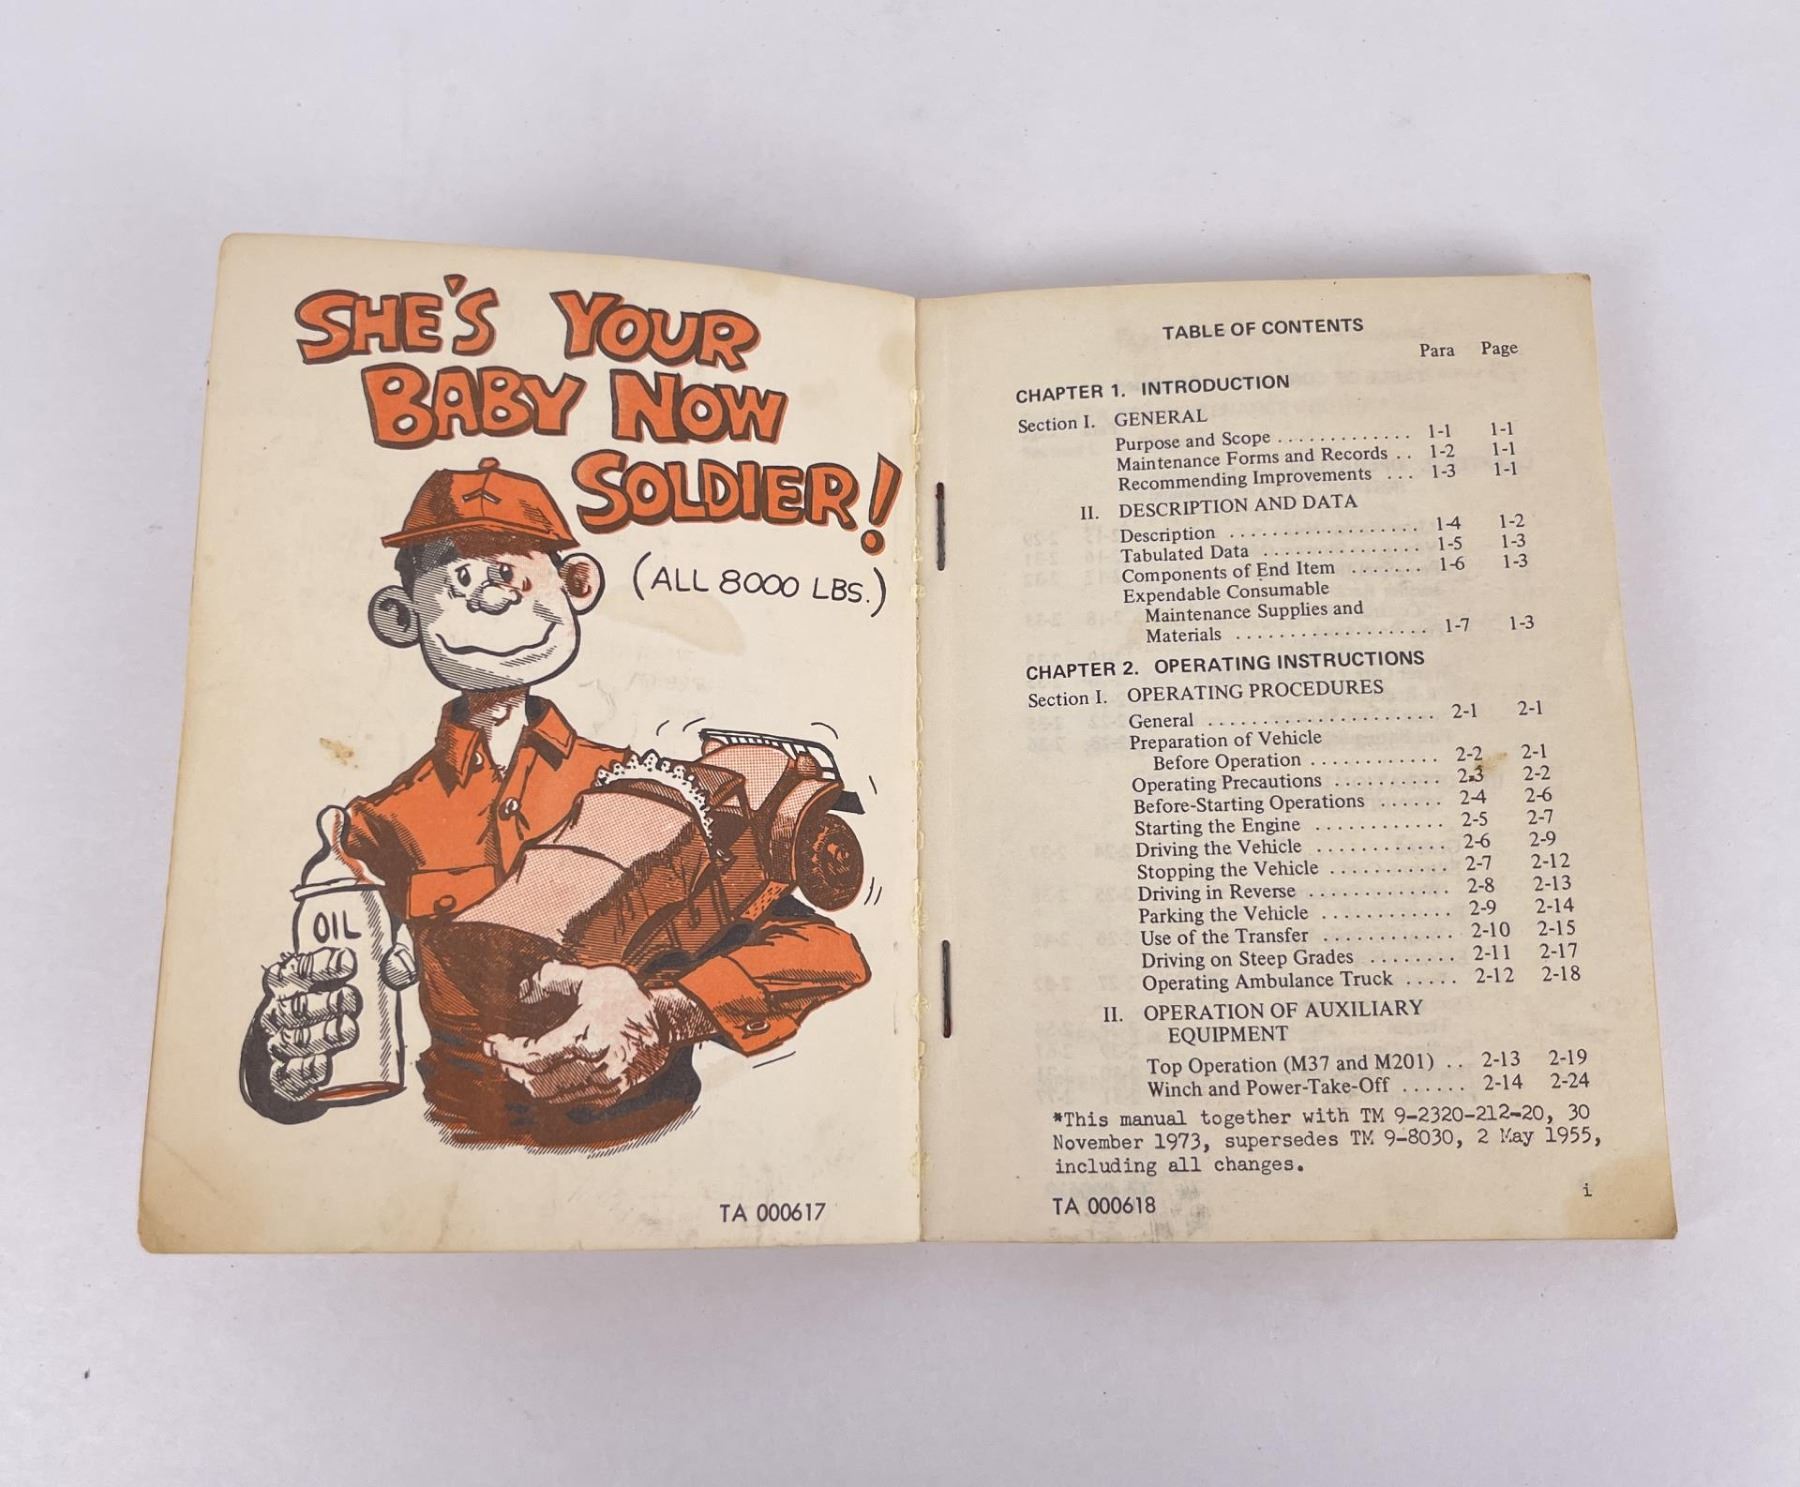 SHE'S YOUR
BABY NOW
SOLDIER!
(ALL 8000 LBS.)
OIL
TA 000617
TABLE OF CONTENTS
Para Page
CHAPTER 1. INTRODUCTION
Section I. GENERAL
Purpose and Scope . . . . . . . . . . . . . 1-1 1-1
Maintenance Forms and Records . . 1-2 1-1
Recommending Improvements . . . 1-3 1-1
II. DESCRIPTION AND DATA
Description . . . . . . . . . . . . . . . . . . 1-4 1-2
Tabulated Data . . . . . . . . . . . . . . . 1-5 1-3
Components of End Item . . . . . . . 1-6 1-3
Expendable Consumable
Maintenance Supplies and
Materials . . . . . . . . . . . . . . . . . . 1-7 1-3
CHAPTER 2. OPERATING INSTRUCTIONS
Section I. OPERATING PROCEDURES
General . . . . . . . . . . . . . . . . . . . . . 2-1 2-1
Preparation of Vehicle
Before Operation . . . . . . . . . . . . 2-2 2-1
Operating Precautions . . . . . . . . . . 2-3 2-2
Before-Starting Operations . . . . . . 2-4 2-6
Starting the Engine . . . . . . . . . . . . 2-5 2-7
Driving the Vehicle . . . . . . . . . . . . 2-6 2-9
Stopping the Vehicle . . . . . . . . . . . 2-7 2-12
Driving in Reverse . . . . . . . . . . . . . 2-8 2-13
Parking the Vehicle . . . . . . . . . . . . 2-9 2-14
Use of the Transfer . . . . . . . . . . . . 2-10 2-15
Driving on Steep Grades . . . . . . . . 2-11 2-17
Operating Ambulance Truck . . . . . 2-12 2-18
II. OPERATION OF AUXILIARY
EQUIPMENT
Top Operation (M37 and M201) . . 2-13 2-19
Winch and Power-Take-Off . . . . . . 2-14 2-24
*This manual together with TM 9-2320-212-20, 30
November 1973, supersedes TM 9-8030, 2 May 1955,
including all changes.
i
TA 000618